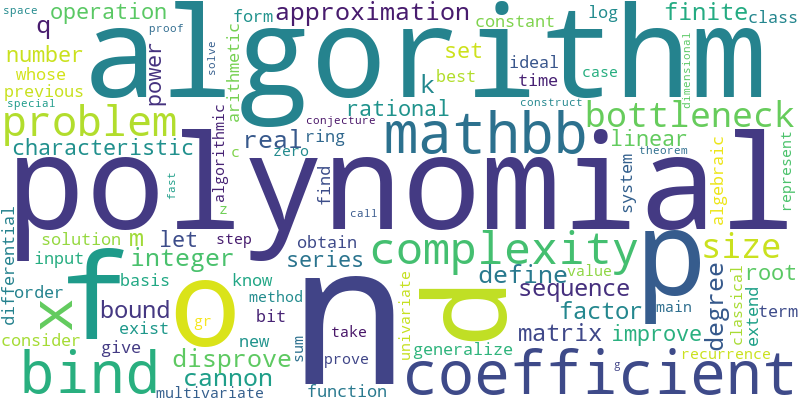 space
operation
q
form
approximation
constant
log
finite
class
number
whose
previous
special
algorithm
power
proof
solve
arithmetic
k
set
best
ideal
time
case
dimensional
problem
characteristic
algorithmic
real
ring
conjecture
zero
rational
mathbb
construct
bottleneck
linear
theorem
algebraic
represent
c
z
fast
polynomial
find
call
system
differential
solution
m
let
step
obtain
complexity
define
p
size
input
integer
series
value
root
order
basis
know
method
sequence
main
degree
classical
extend
x
f
o
gr
n
d
univariate
factor
term
bound
bit
exist
new
sum
take
matrix
improve
consider
give
disprove
prove
generalize
recurrence
bind
cannon
multivariate
function
coefficient
g